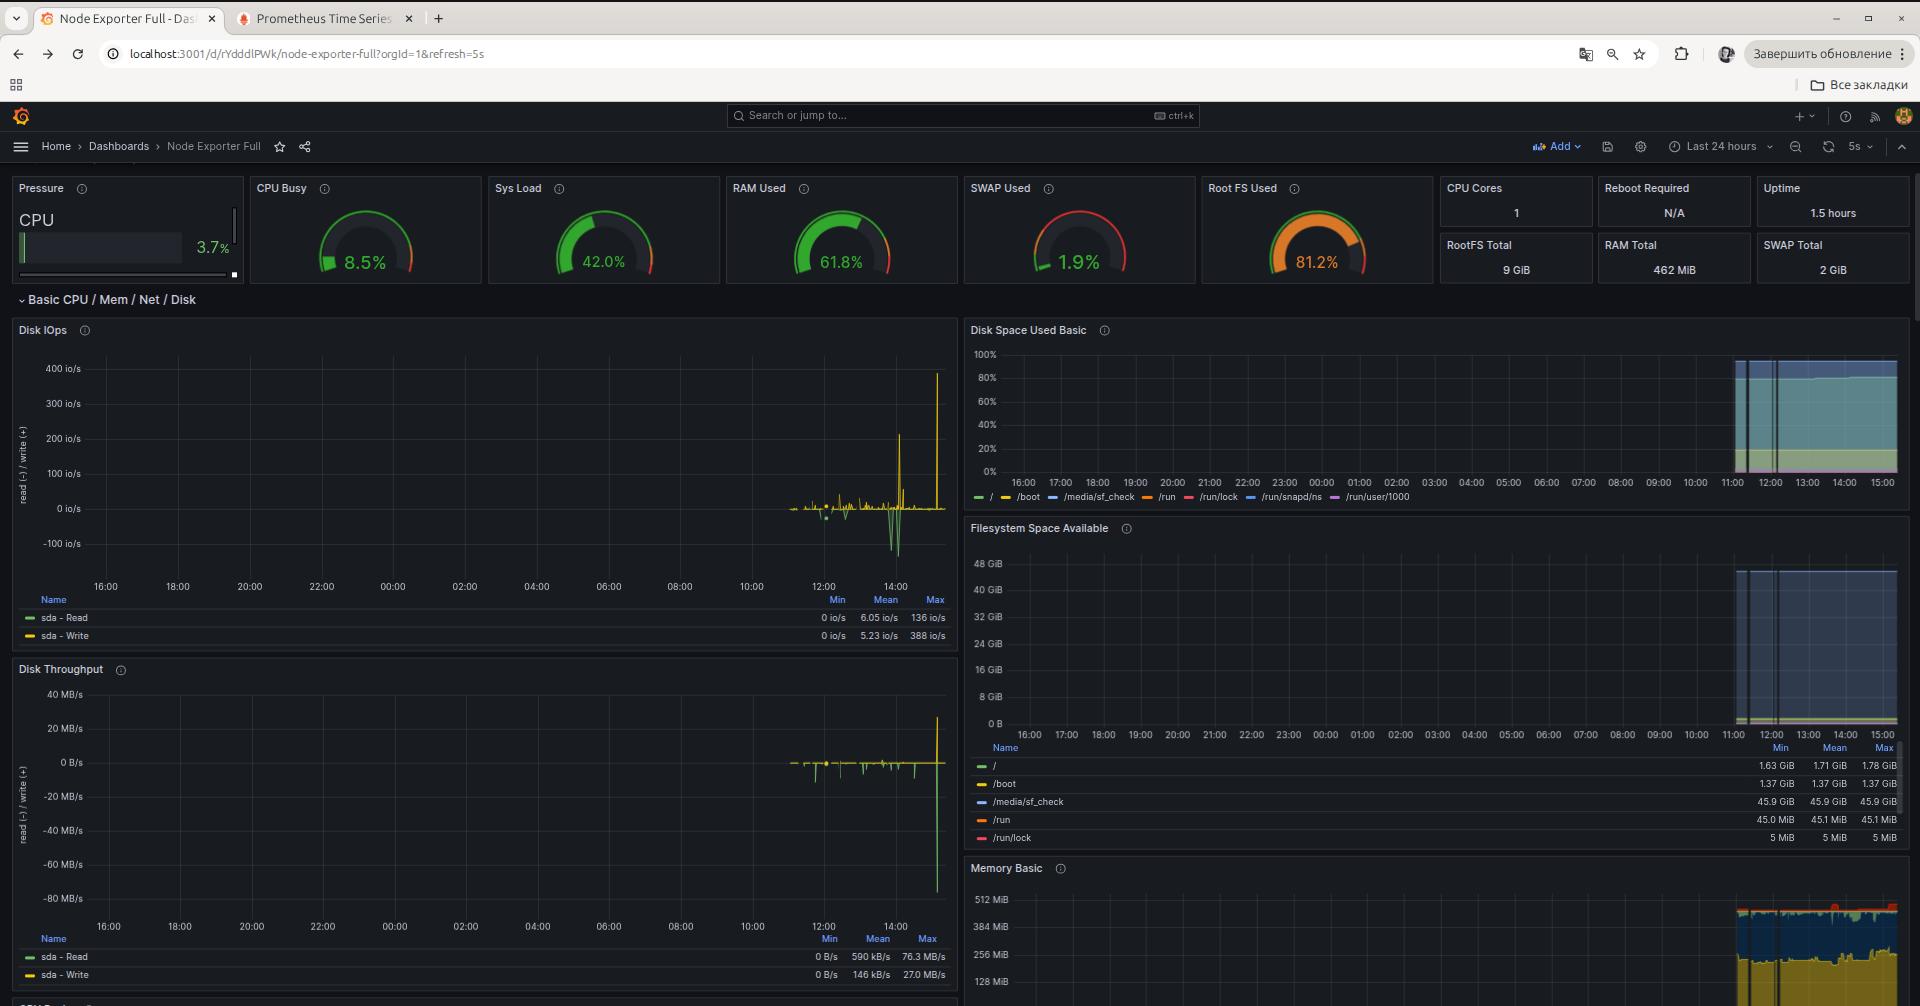 Node Exporter Full - Das
Prometheus Time Series
localhost:3001/d/rYdddlPWk/node-exporter-full?orgId=1&refresh=5s
Завершить обновление
Все закладки
Search or jump to...
ctrl+k
Home › Dashboards › Node Exporter Full
Add
Last 24 hours
5s
Pressure
CPU
3.7%
CPU Busy
8.5%
Sys Load
42.0%
RAM Used
61.8%
SWAP Used
1.9%
Root FS Used
81.2%
CPU Cores
1
Reboot Required
N/A
Uptime
1.5 hours
RootFS Total
9 GiB
RAM Total
462 MiB
SWAP Total
2 GiB
Basic CPU / Mem / Net / Disk
Disk IOps
read (-) / write (+)
400 io/s
300 io/s
200 io/s
100 io/s
0 io/s
-100 io/s
16:00 18:00 20:00 22:00 00:00 02:00 04:00 06:00 08:00 10:00 12:00 14:00
Name Min Mean Max
sda - Read 0 io/s 6.05 io/s 136 io/s
sda - Write 0 io/s 5.23 io/s 388 io/s
Disk Throughput
read (-) / write (+)
40 MB/s
20 MB/s
0 B/s
-20 MB/s
-40 MB/s
-60 MB/s
-80 MB/s
16:00 18:00 20:00 22:00 00:00 02:00 04:00 06:00 08:00 10:00 12:00 14:00
Name Min Mean Max
sda - Read 0 B/s 590 kB/s 76.3 MB/s
sda - Write 0 B/s 146 kB/s 27.0 MB/s
Disk Space Used Basic
100%
80%
60%
40%
20%
0%
16:00 17:00 18:00 19:00 20:00 21:00 22:00 23:00 00:00 01:00 02:00 03:00 04:00 05:00 06:00 07:00 08:00 09:00 10:00 11:00 12:00 13:00 14:00 15:00
/ /boot /media/sf_check /run /run/lock /run/snapd/ns /run/user/1000
Filesystem Space Available
48 GiB
40 GiB
32 GiB
24 GiB
16 GiB
8 GiB
0 B
16:00 17:00 18:00 19:00 20:00 21:00 22:00 23:00 00:00 01:00 02:00 03:00 04:00 05:00 06:00 07:00 08:00 09:00 10:00 11:00 12:00 13:00 14:00 15:00
Name Min Mean Max
/ 1.63 GiB 1.71 GiB 1.78 GiB
/boot 1.37 GiB 1.37 GiB 1.37 GiB
/media/sf_check 45.9 GiB 45.9 GiB 45.9 GiB
/run 45.0 MiB 45.1 MiB 45.1 MiB
/run/lock 5 MiB 5 MiB 5 MiB
Memory Basic
512 MiB
384 MiB
256 MiB
128 MiB